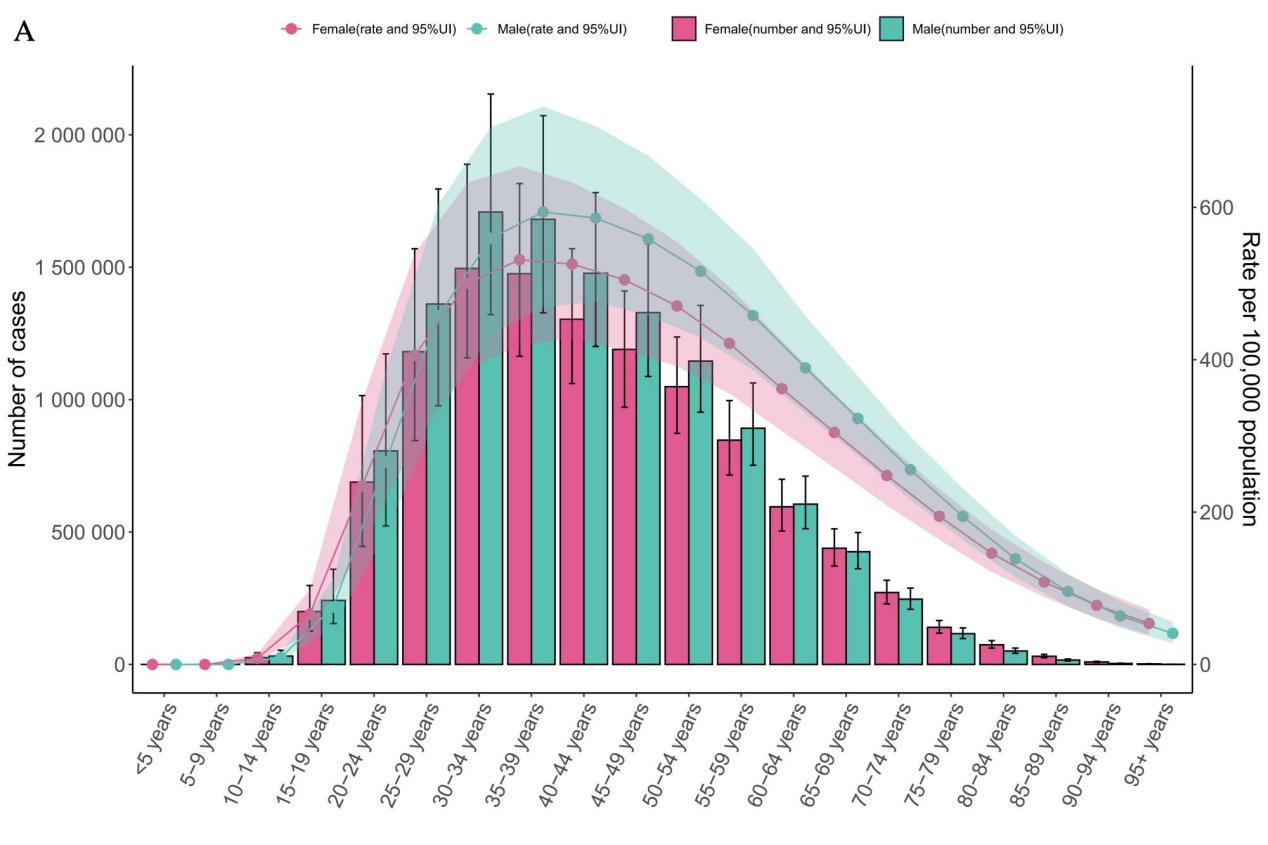 A
Female(rate and 95%UI) Male(rate and 95%UI) Female(number and 95%UI) Male(number and 95%UI)
Number of cases
2 000 000
1 500 000
1 000 000
500 000
0
600
400
200
0
Rate per 100,000 population
<5 years
5−9 years
10−14 years
15−19 years
20−24 years
25−29 years
30−34 years
35−39 years
40−44 years
45−49 years
50−54 years
55−59 years
60−64 years
65−69 years
70−74 years
75−79 years
80−84 years
85−89 years
90−94 years
95+ years